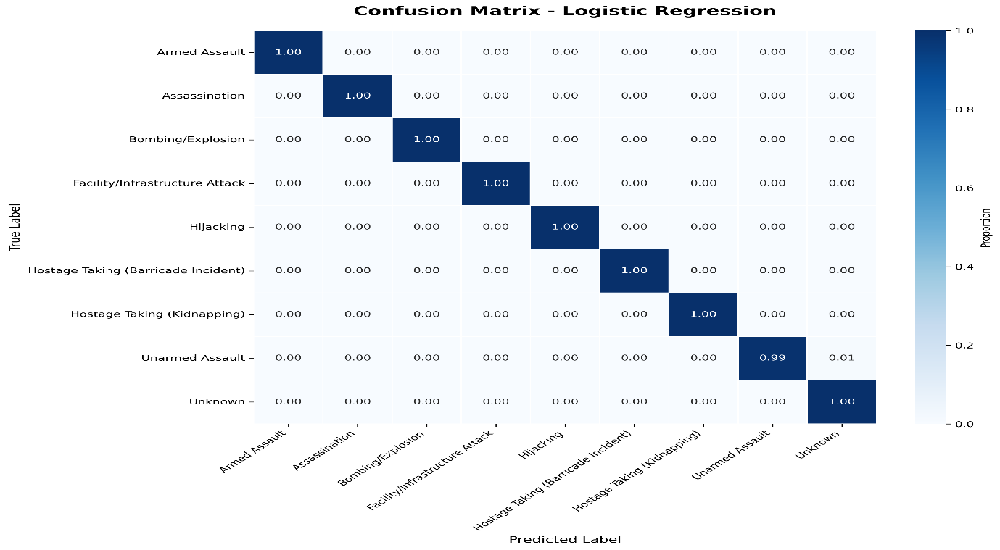 Confusion Matrix - Logistic Regression
True Label
Armed Assault 1.00 0.00 0.00 0.00 0.00 0.00 0.00 0.00 0.00
Assassination 0.00 1.00 0.00 0.00 0.00 0.00 0.00 0.00 0.00
Bombing/Explosion 0.00 0.00 1.00 0.00 0.00 0.00 0.00 0.00 0.00
Facility/Infrastructure Attack 0.00 0.00 0.00 1.00 0.00 0.00 0.00 0.00 0.00
Hijacking 0.00 0.00 0.00 0.00 1.00 0.00 0.00 0.00 0.00
Hostage Taking (Barricade Incident) 0.00 0.00 0.00 0.00 0.00 1.00 0.00 0.00 0.00
Hostage Taking (Kidnapping) 0.00 0.00 0.00 0.00 0.00 0.00 1.00 0.00 0.00
Unarmed Assault 0.00 0.00 0.00 0.00 0.00 0.00 0.00 0.99 0.01
Unknown 0.00 0.00 0.00 0.00 0.00 0.00 0.00 0.00 1.00
Armed Assault
Assassination
Bombing/Explosion
Facility/Infrastructure Attack
Hijacking
Hostage Taking (Barricade Incident)
Hostage Taking (Kidnapping)
Unarmed Assault
Unknown
Predicted Label
1.0
0.8
0.6
0.4
0.2
0.0
Proportion